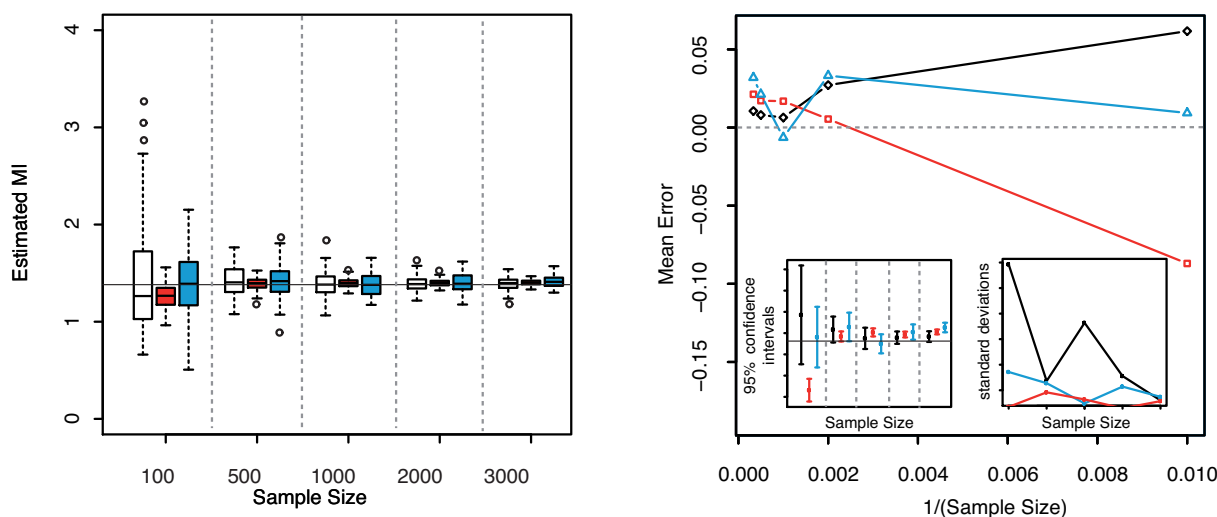 Estimated MI
4
3
2
1
0
100
500
1000
2000
3000
Sample Size
Mean Error
0.05
0.00
−0.05
−0.10
−0.15
95% confidence
intervals
Sample Size
standard deviations
Sample Size
0.000
0.002
0.004
0.006
0.008
0.010
1/(Sample Size)